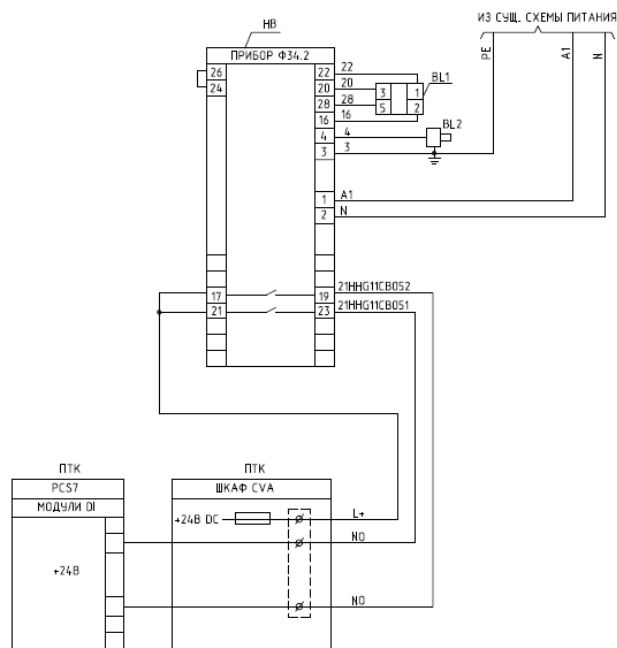 ИЗ СУЩ. СХЕМЫ ПИТАНИЯ
HB
ПРИБОР Ф34.2
PE
A1
N
26
24
22
20
28
16
4
3
1
2
22
20
28
16
4
3
A1
N
3
1
5
2
BL1
BL2
17
21
19
23
21HHG11CB052
21HHG11CB051
ПТК
PCS7
МОДУЛИ DI
+24В
ПТК
ШКАФ CVA
+24В DC
L+
NO
NO